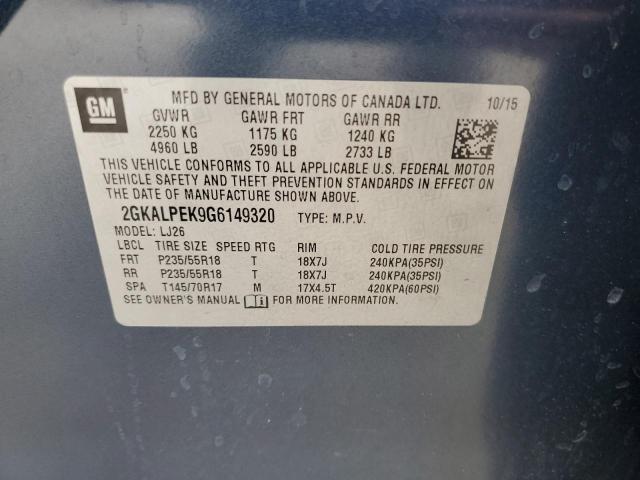 GM
MFD BY GENERAL MOTORS OF CANADA LTD. 10/15
GVWR GAWR FRT GAWR RR
2250 KG 1175 KG 1240 KG
4960 LB 2590 LB 2733 LB
THIS VEHICLE CONFORMS TO ALL APPLICABLE U.S. FEDERAL MOTOR
VEHICLE SAFETY AND THEFT PREVENTION STANDARDS IN EFFECT ON
THE DATE OF MANUFACTURE SHOWN ABOVE.
2GKALPEK9G6149320 TYPE: M.P.V.
MODEL: LJ26
LBCL TIRE SIZE SPEED RTG RIM COLD TIRE PRESSURE
FRT P235/55R18 T 18X7J 240KPA(35PSI)
RR P235/55R18 T 18X7J 240KPA(35PSI)
SPA T145/70R17 M 17X4.5T 420KPA(60PSI)
SEE OWNER'S MANUAL FOR MORE INFORMATION.